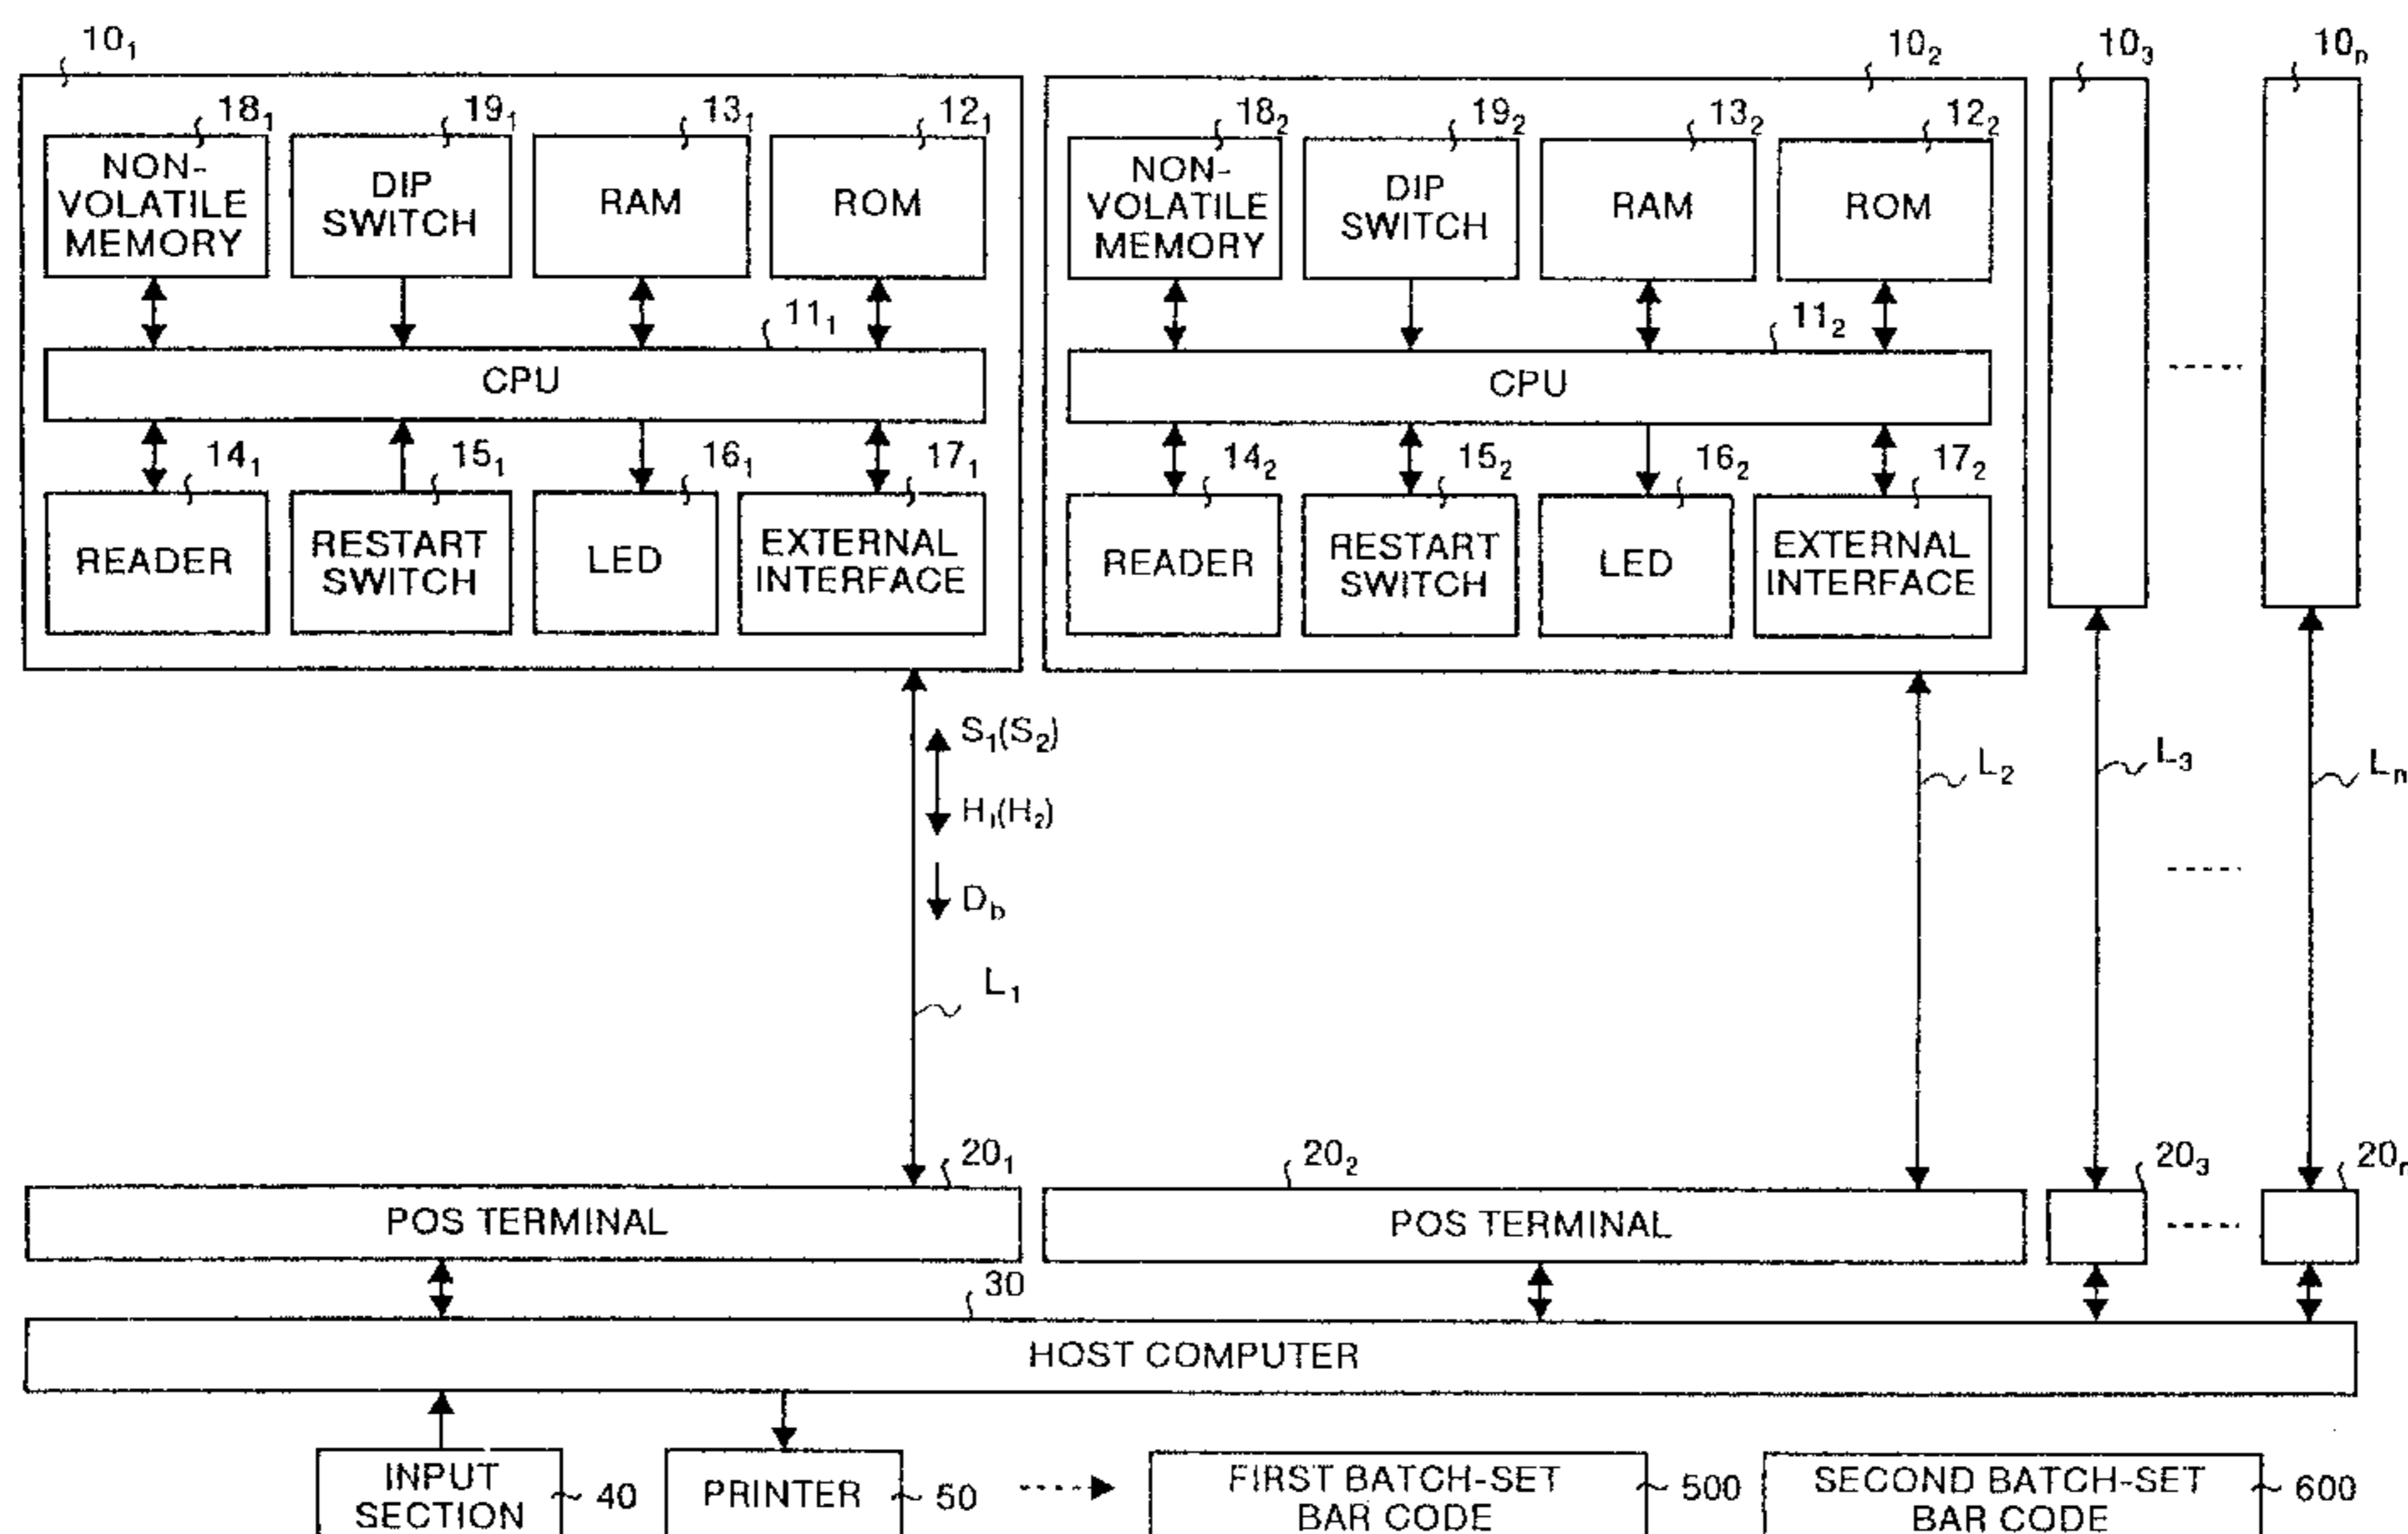 10₁
10₂
10₃
10ₙ
18₁
19₁
13₁
12₁
18₂
19₂
13₂
12₂
NON-
VOLATILE
MEMORY
DIP
SWITCH
RAM
ROM
NON-
VOLATILE
MEMORY
DIP
SWITCH
RAM
ROM
11₁
11₂
CPU
CPU
14₁
15₁
16₁
17₁
14₂
15₂
16₂
17₂
READER
RESTART
SWITCH
LED
EXTERNAL
INTERFACE
READER
RESTART
SWITCH
LED
EXTERNAL
INTERFACE
S₁(S₂)
H₁(H₂)
D_b
L₁
L₂
L₃
Lₙ
20₁
20₂
20₃
20ₙ
POS TERMINAL
POS TERMINAL
30
HOST COMPUTER
INPUT
SECTION
40
PRINTER
50
FIRST BATCH-SET
BAR CODE
500
SECOND BATCH-SET
BAR CODE
600